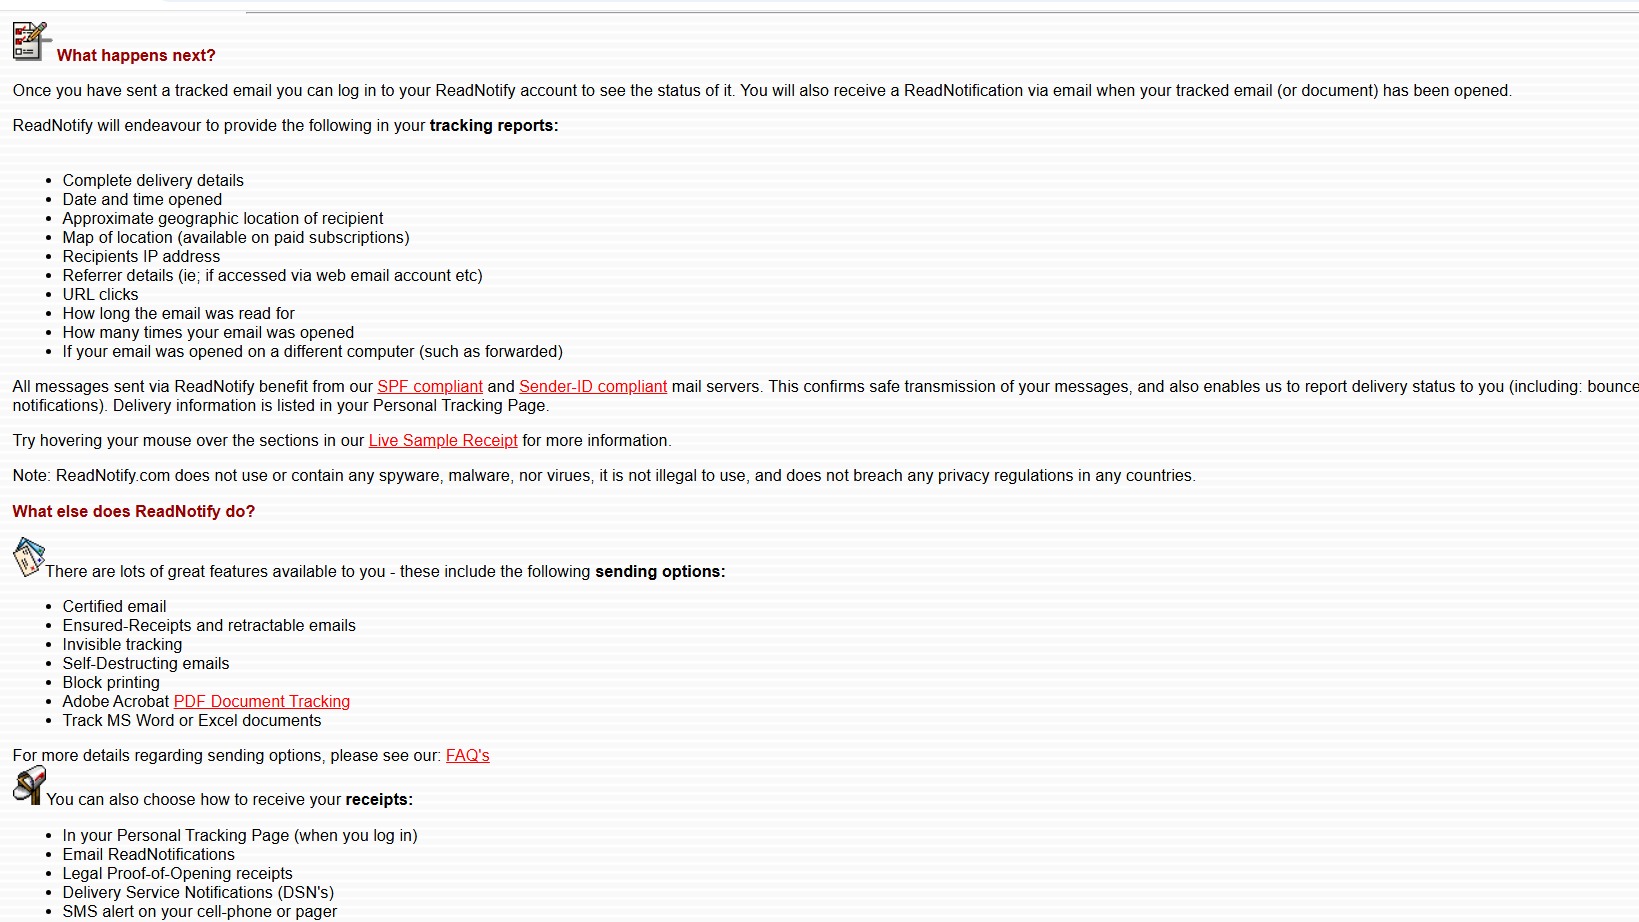 What happens next?
Once you have sent a tracked email you can log in to your ReadNotify account to see the status of it. You will also receive a ReadNotification via email when your tracked email (or document) has been opened.
ReadNotify will endeavour to provide the following in your tracking reports:
• Complete delivery details
• Date and time opened
• Approximate geographic location of recipient
• Map of location (available on paid subscriptions)
• Recipients IP address
• Referrer details (ie; if accessed via web email account etc)
• URL clicks
• How long the email was read for
• How many times your email was opened
• If your email was opened on a different computer (such as forwarded)
All messages sent via ReadNotify benefit from our SPF compliant and Sender-ID compliant mail servers. This confirms safe transmission of your messages, and also enables us to report delivery status to you (including: bounce
notifications). Delivery information is listed in your Personal Tracking Page.
Try hovering your mouse over the sections in our Live Sample Receipt for more information.
Note: ReadNotify.com does not use or contain any spyware, malware, nor virues, it is not illegal to use, and does not breach any privacy regulations in any countries.
What else does ReadNotify do?
There are lots of great features available to you - these include the following sending options:
• Certified email
• Ensured-Receipts and retractable emails
• Invisible tracking
• Self-Destructing emails
• Block printing
• Adobe Acrobat PDF Document Tracking
• Track MS Word or Excel documents
For more details regarding sending options, please see our: FAQ's
You can also choose how to receive your receipts:
• In your Personal Tracking Page (when you log in)
• Email ReadNotifications
• Legal Proof-of-Opening receipts
• Delivery Service Notifications (DSN's)
• SMS alert on your cell-phone or pager